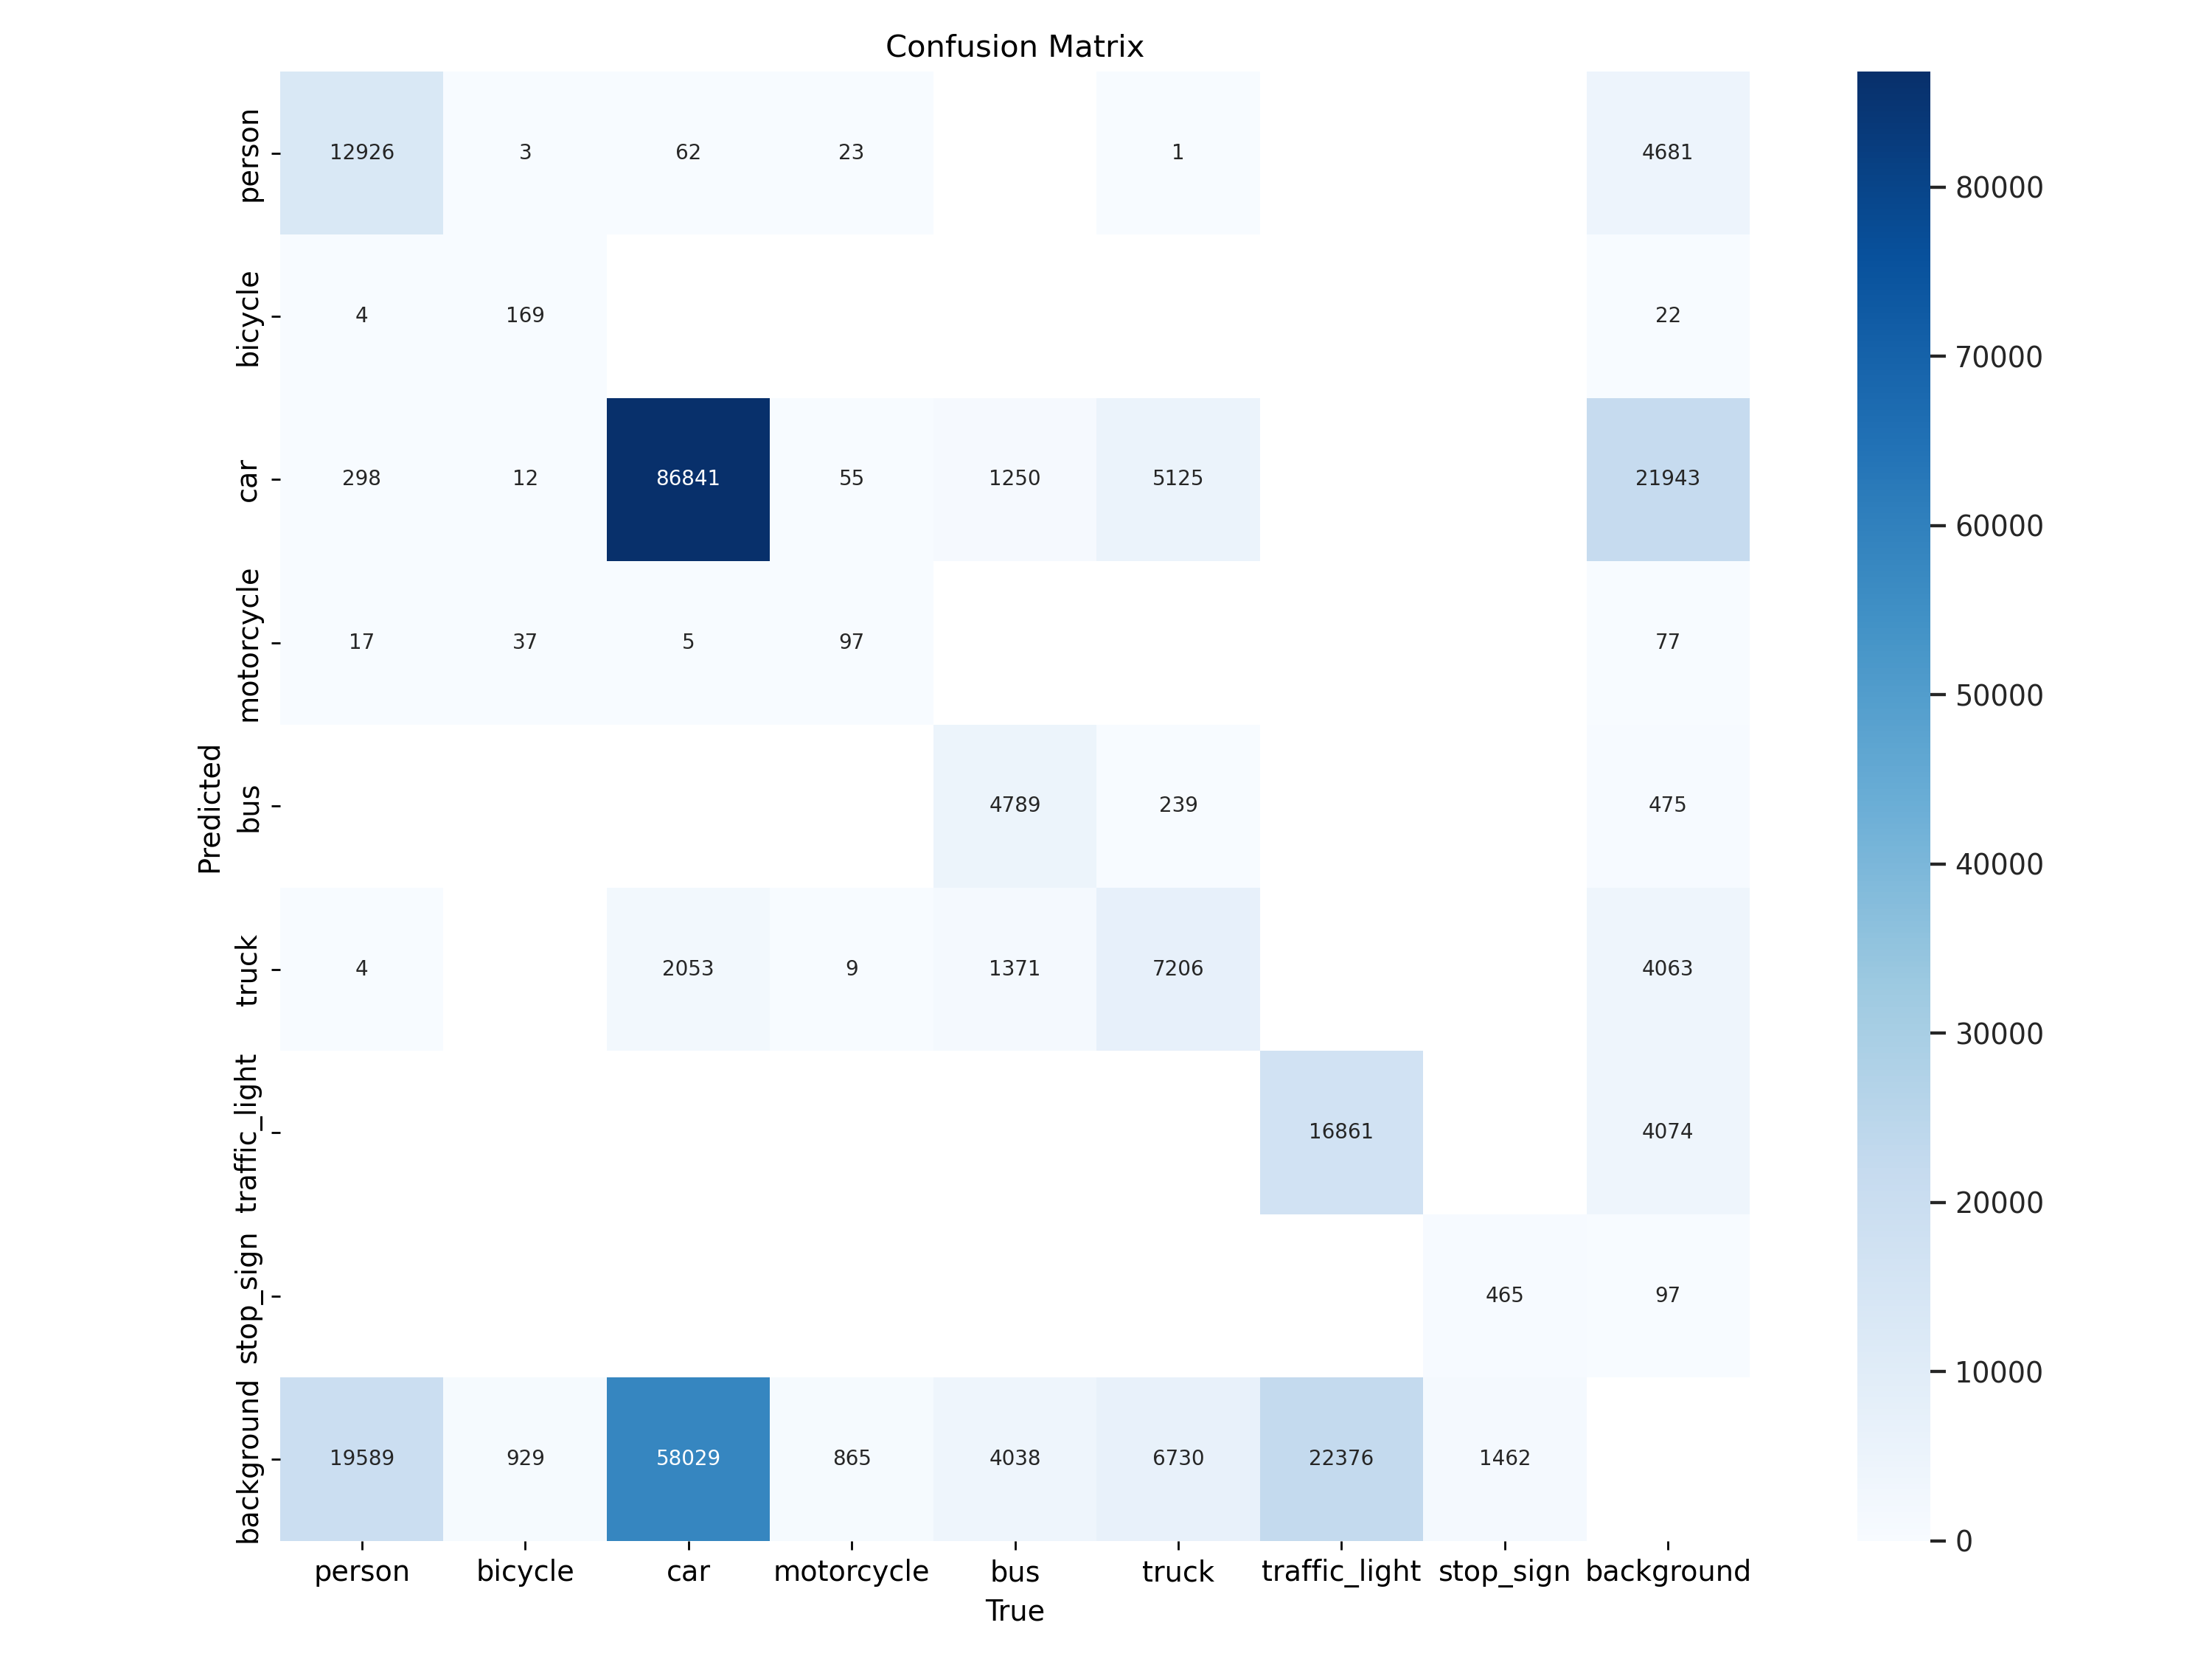 Confusion Matrix
person 12926 3 62 23 1 4681
bicycle 4 169 22
car 298 12 86841 55 1250 5125 21943
motorcycle 17 37 5 97 77
bus 4789 239 475
truck 4 2053 9 1371 7206 4063
traffic_light 16861 4074
stop_sign 465 97
background 19589 929 58029 865 4038 6730 22376 1462
Predicted
person bicycle car motorcycle bus truck traffic_light stop_sign background
True
80000
70000
60000
50000
40000
30000
20000
10000
0